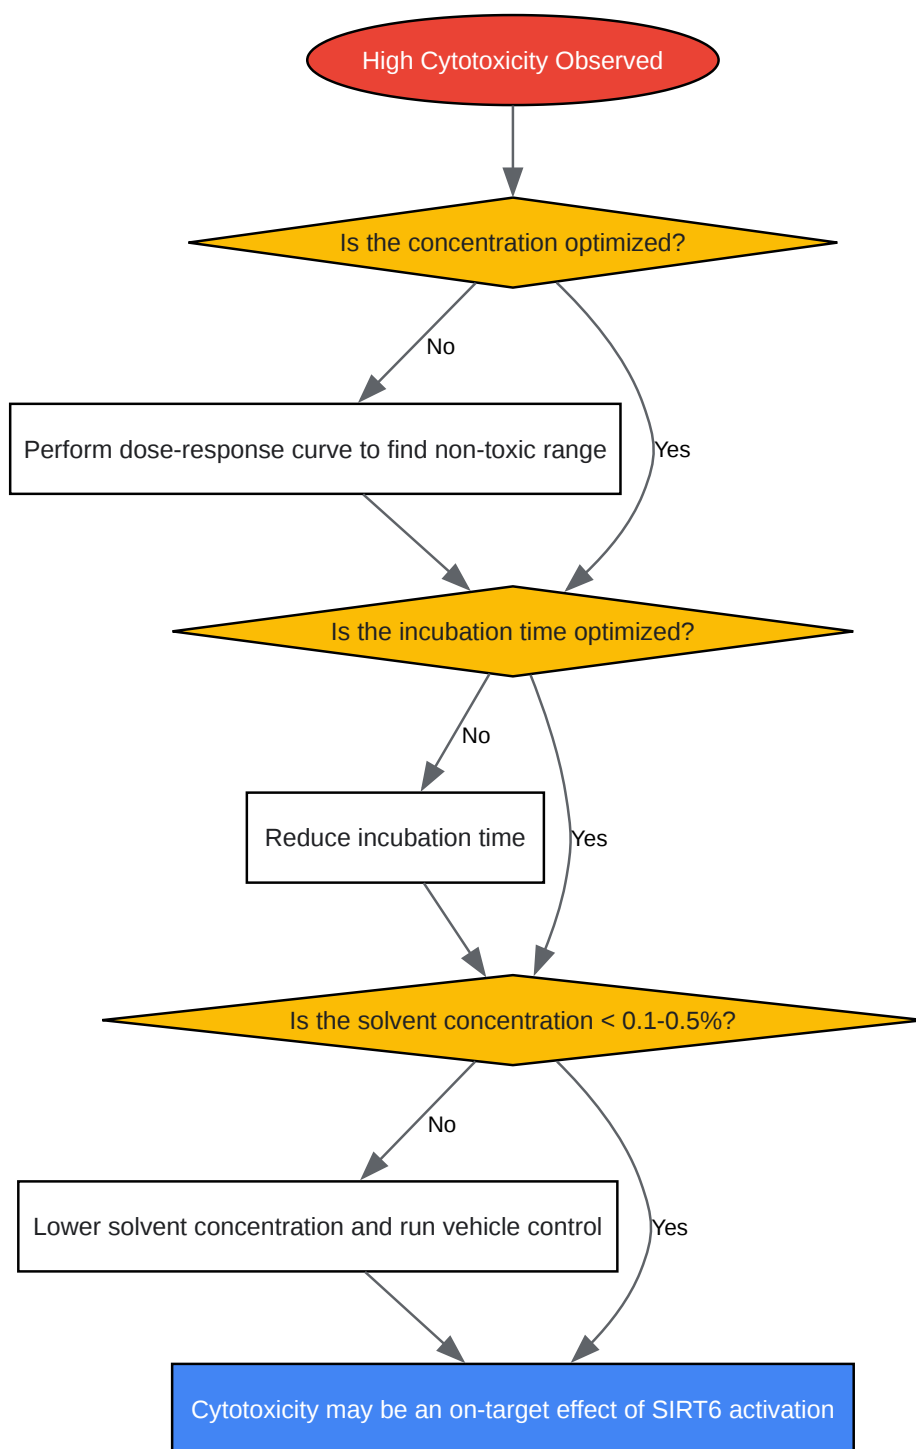 High Cytotoxicity Observed
Is the concentration optimized?
No
Perform dose-response curve to find non-toxic range
Yes
Is the incubation time optimized?
No
Reduce incubation time
Yes
Is the solvent concentration < 0.1-0.5%?
No
Lower solvent concentration and run vehicle control
Yes
Cytotoxicity may be an on-target effect of SIRT6 activation